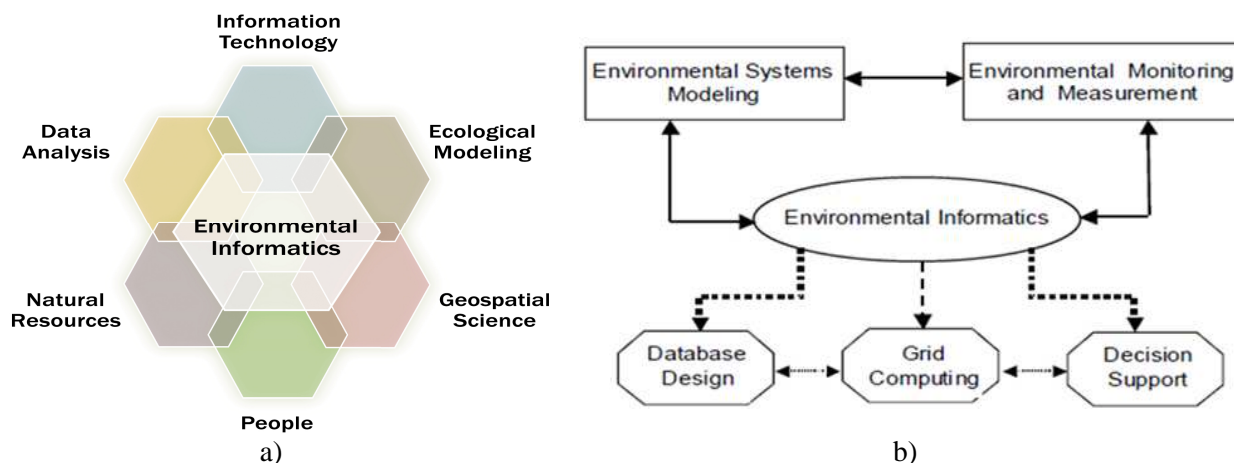 Information
Technology
Data
Analysis
Ecological
Modeling
Environmental
Informatics
Natural
Resources
Geospatial
Science
People
a)
Environmental Systems
Modeling
Environmental Monitoring
and Measurement
Environmental Informatics
Database
Design
Grid
Computing
Decision
Support
b)